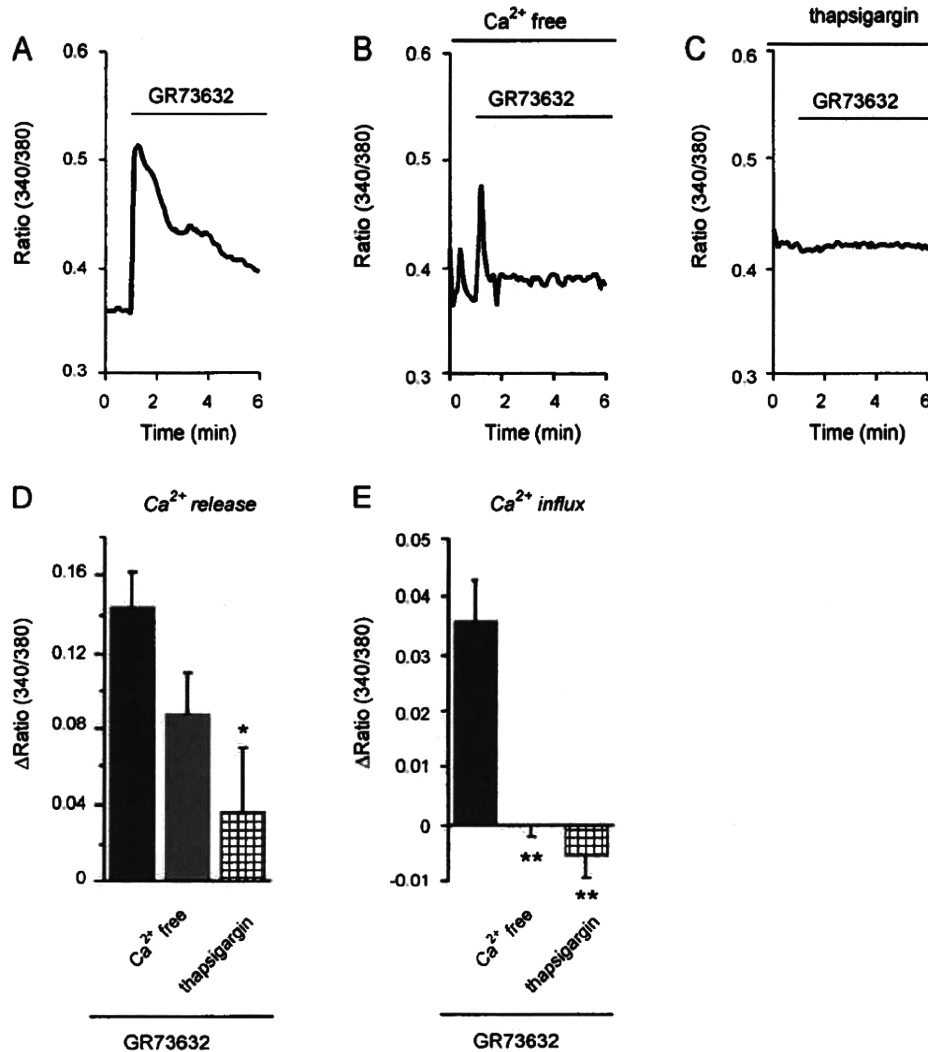 A
0.6
0.5
0.4
0.3
Ratio (340/380)
GR73632
0 2 4 6
Time (min)
B
Ca²⁺ free
0.6
0.5
0.4
0.3
Ratio (340/380)
GR73632
0 2 4 6
Time (min)
C
thapsigargin
0.6
0.5
0.4
0.3
Ratio (340/380)
GR73632
0 2 4 6
Time (min)
D
Ca²⁺ release
0.16
0.12
0.08
0.04
0
ΔRatio (340/380)
*
Ca²⁺ free
thapsigargin
GR73632
E
Ca²⁺ influx
0.05
0.04
0.03
0.02
0.01
0
-0.01
ΔRatio (340/380)
**
**
Ca²⁺ free
thapsigargin
GR73632